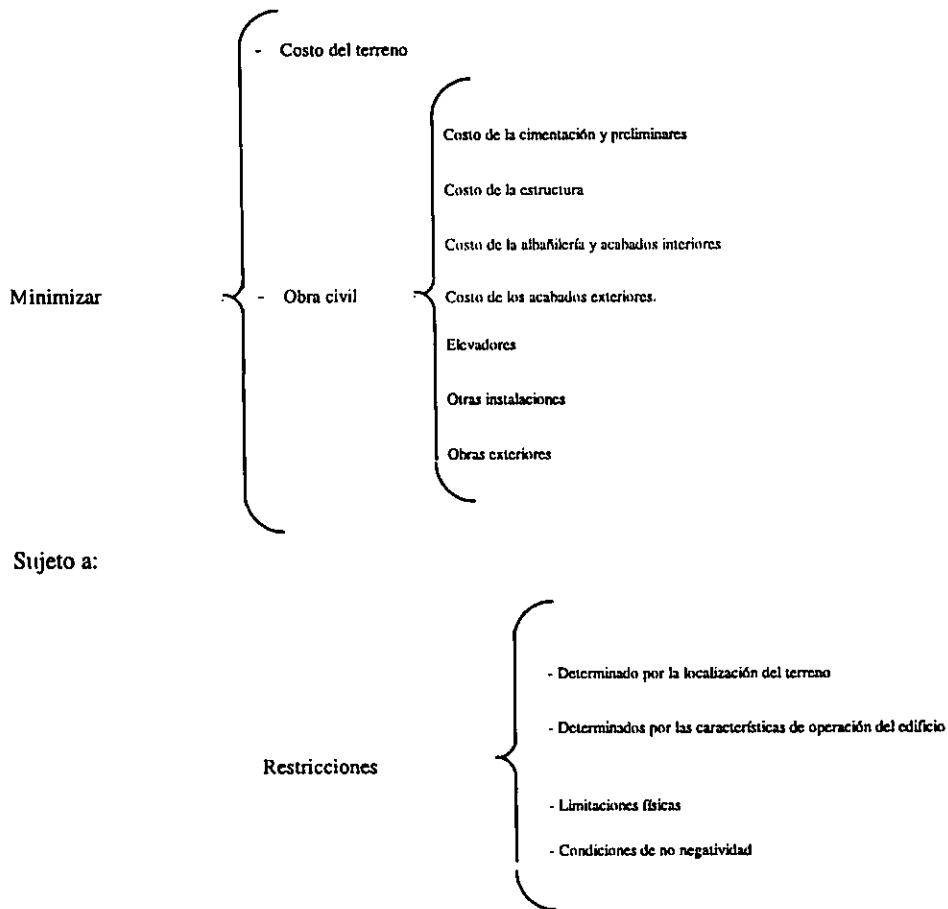 - Costo del terreno
Costo de la cimentación y preliminares
Costo de la estructura
Costo de la albañilería y acabados interiores
Minimizar
- Obra civil
Costo de los acabados exteriores.
Elevadores
Otras instalaciones
Obras exteriores
Sujeto a:
- Determinado por la localización del terreno
- Determinados por las características de operación del edificio
Restricciones
- Limitaciones físicas
- Condiciones de no negatividad